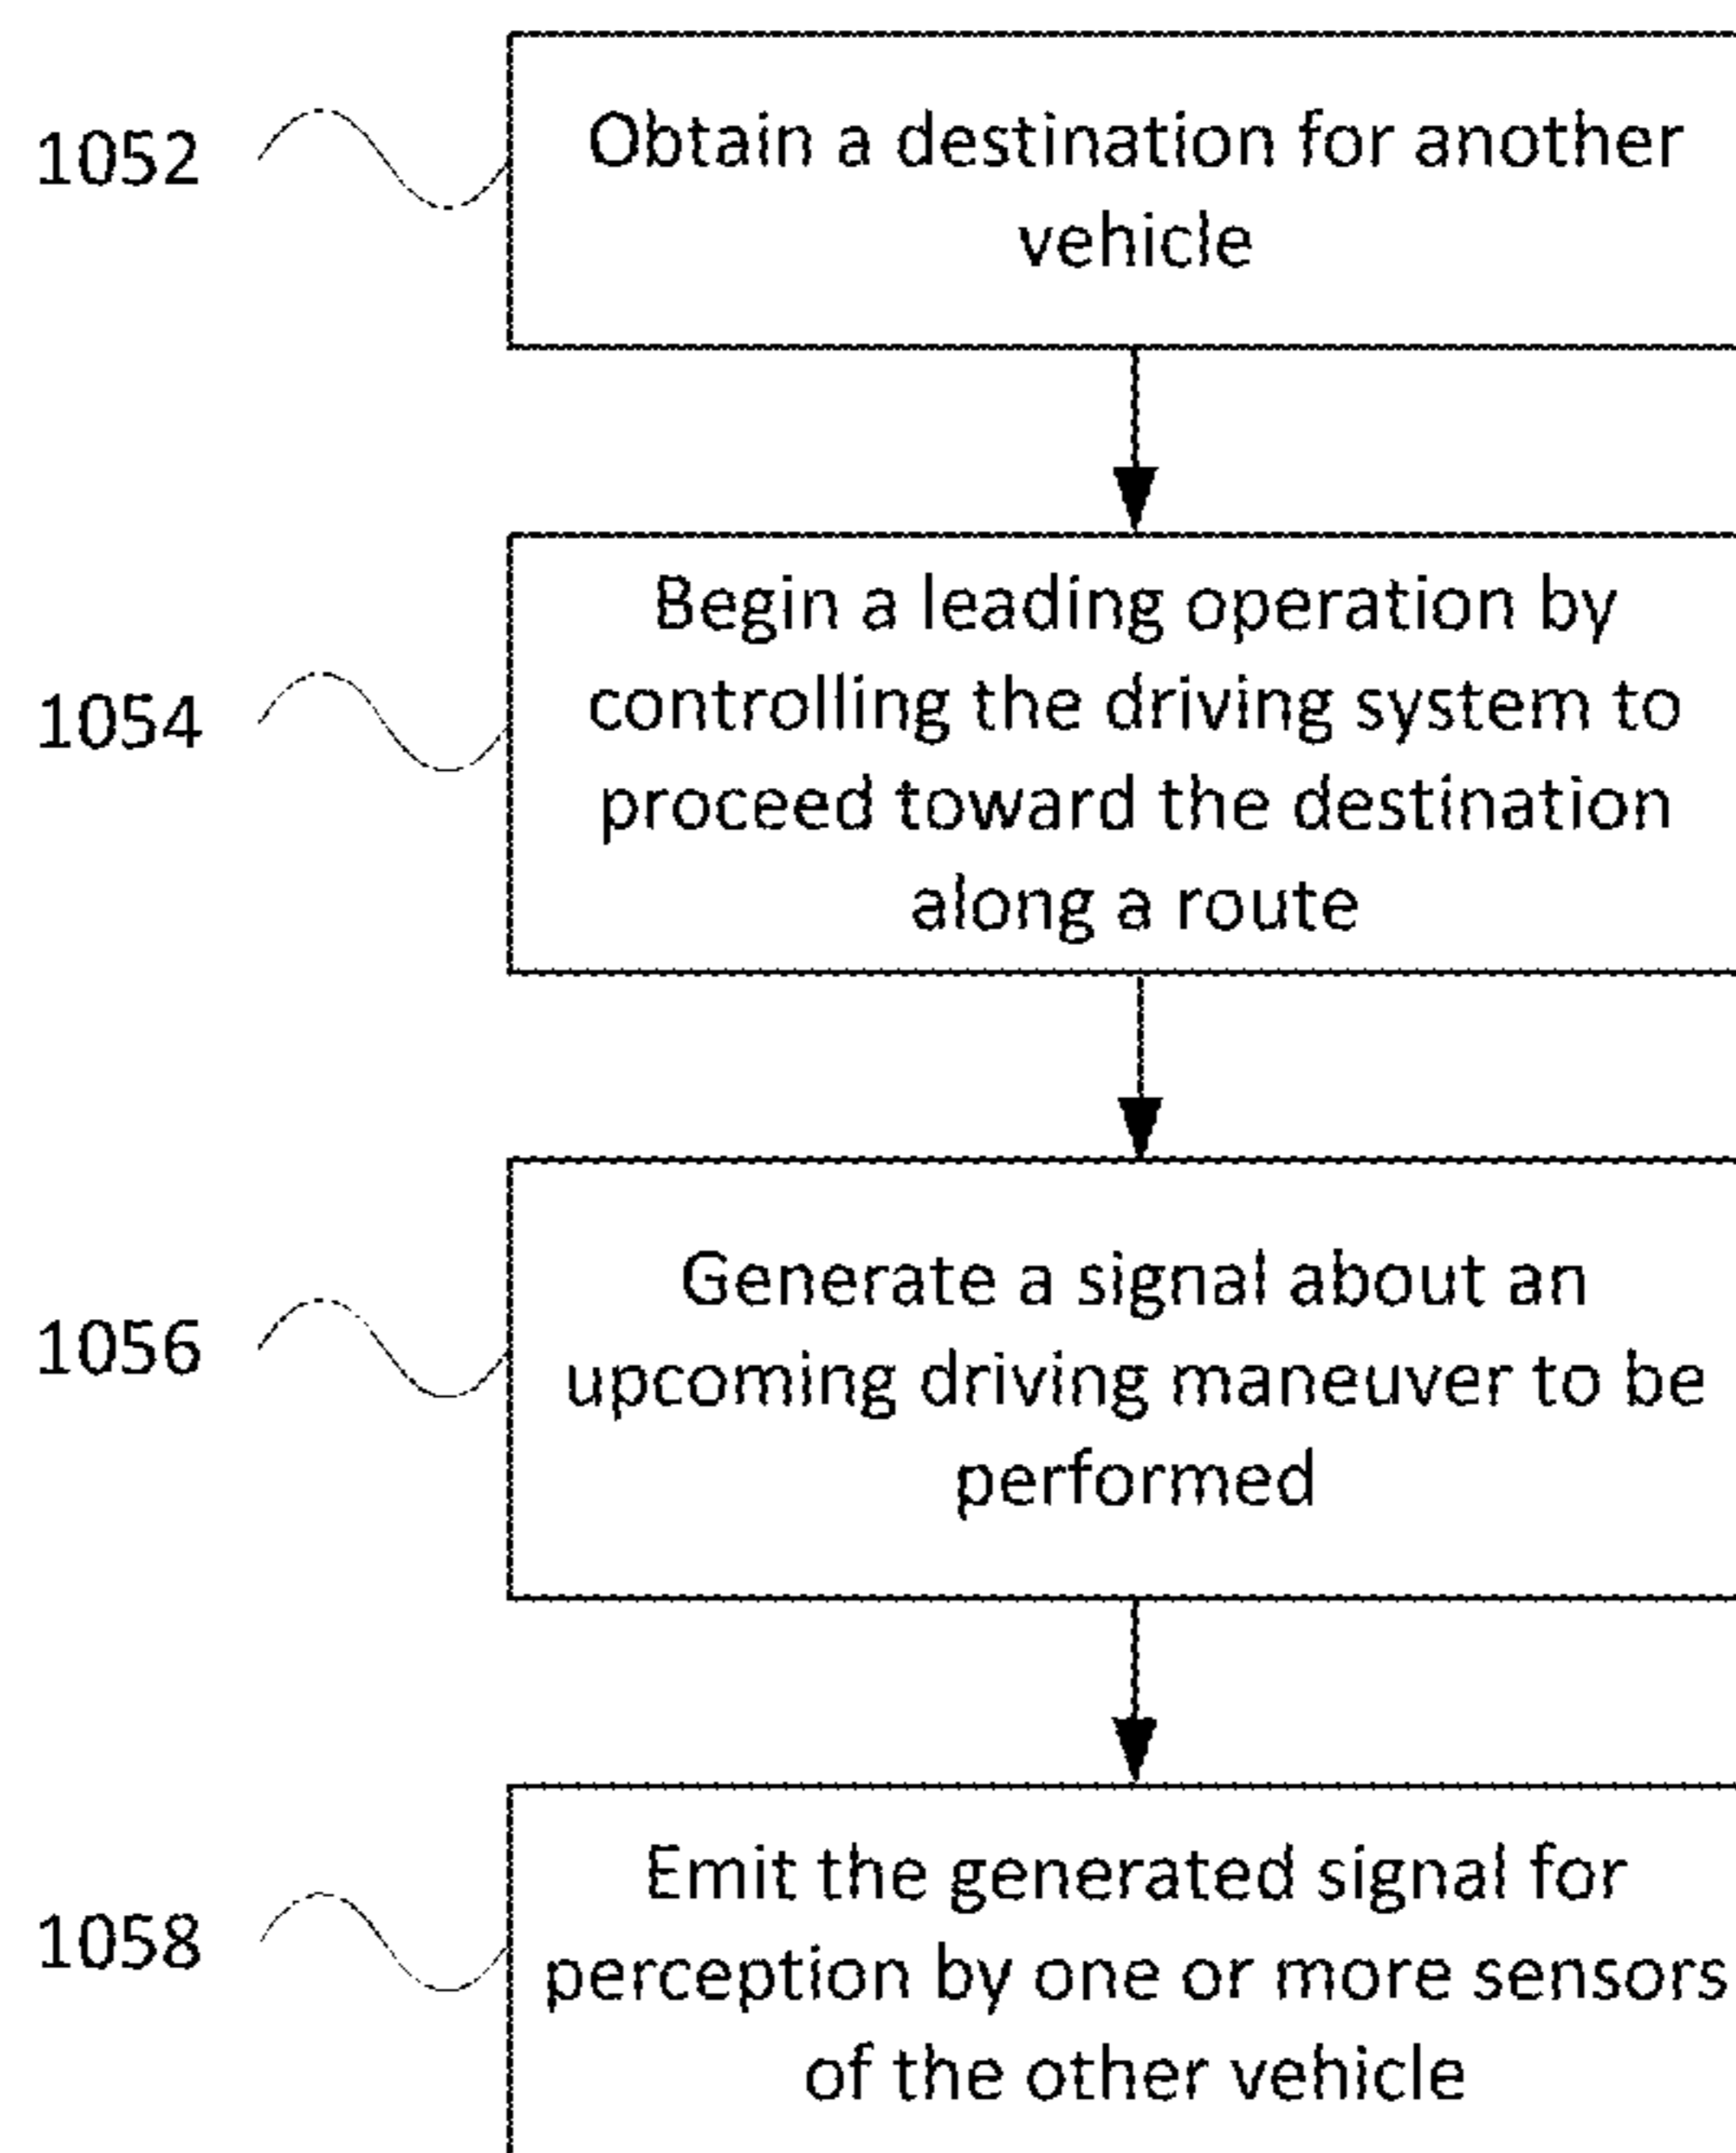 1052
Obtain a destination for another
vehicle
1054
Begin a leading operation by
controlling the driving system to
proceed toward the destination
along a route
1056
Generate a signal about an
upcoming driving maneuver to be
performed
1058
Emit the generated signal for
perception by one or more sensors
of the other vehicle